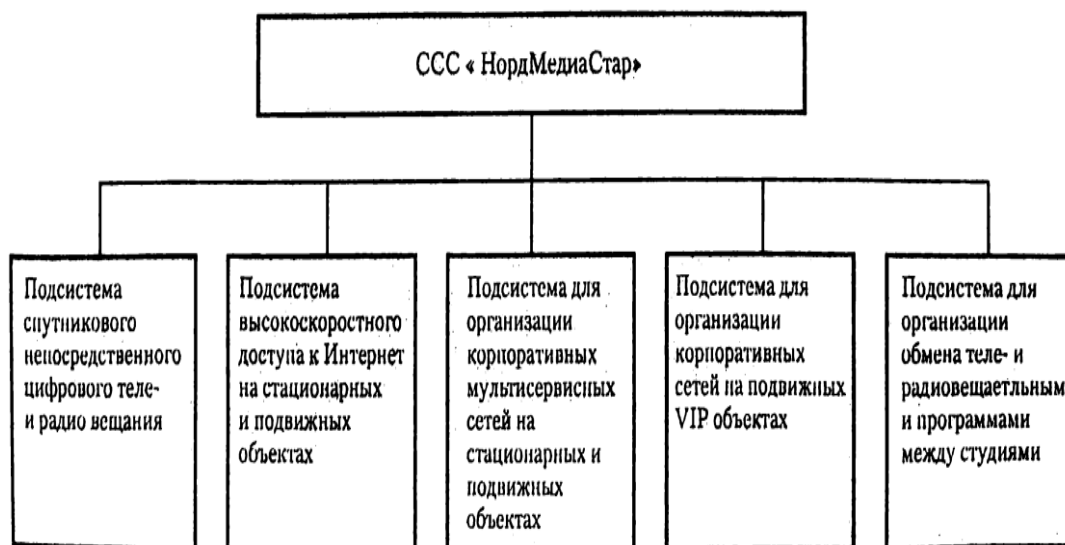 ССС « НордМедиаСтар»
Подсистема
спутникового
непосредственного
цифрового теле-
и радио вещания
Подсистема
высокоскоростного
доступа к Интернет
на стационарных
и подвижных
объектах
Подсистема для
организации
корпоративных
мультисервисных
сетей на
стационарных и
подвижных
объектах
Подсистема для
организации
корпоративных
сетей на подвижных
VIP объектах
Подсистема для
организации
обмена теле- и
радиовещаетльным
и программами
между студиями